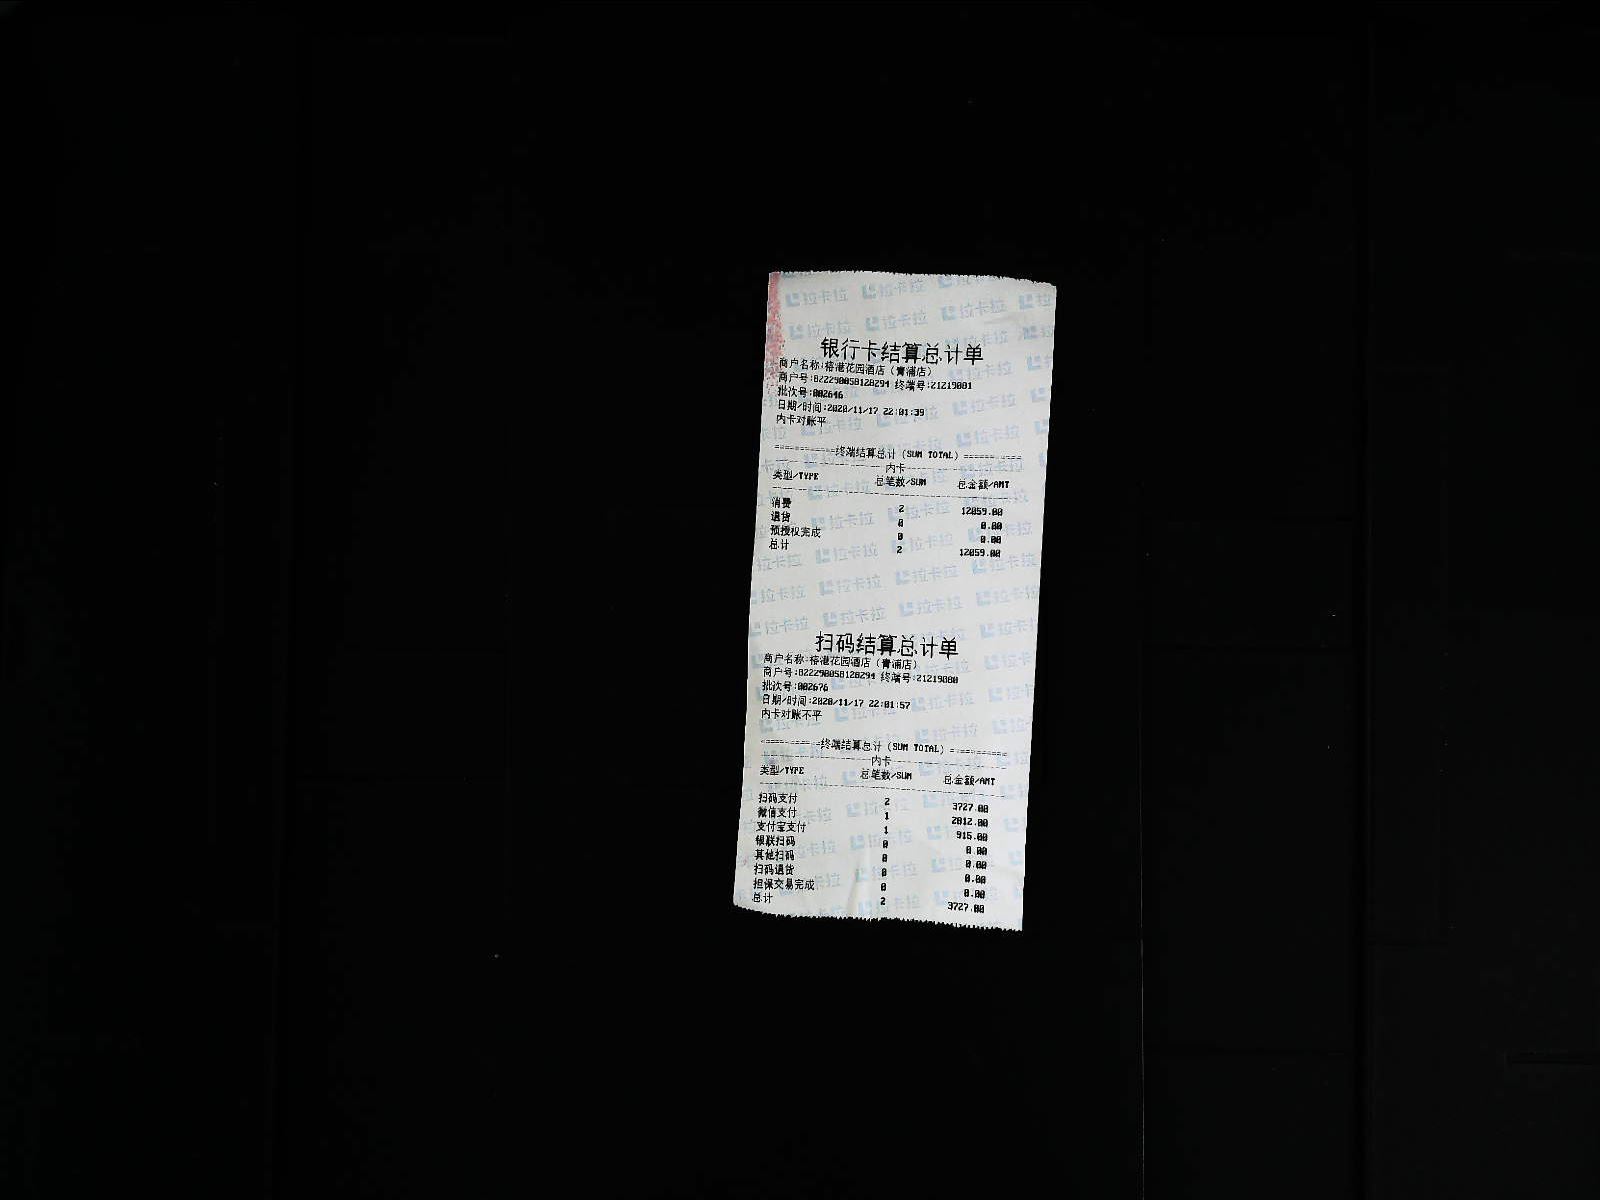 银行卡结算总计单
商户名称:榕港花园酒店（青浦店）
商户号:822290058128294 终端号:21219801
批次号:002646
日期/时间:2020/11/17 22:01:39
内卡对账平
终端结算总计（SUM TOTAL）
内卡
类型/TYPE 总笔数/SUM 总金额/AMT
消费 2 12059.00
退货 0 0.00
预授权完成 0 0.00
总计 2 12059.00
扫码结算总计单
商户名称:榕港花园酒店（青浦店）
商户号:822290058128294 终端号:21219800
批次号:002676
日期/时间:2020/11/17 22:01:57
内卡对账不平
终端结算总计（SUM TOTAL）
内卡
类型/TYPE 总笔数/SUM 总金额/AMT
扫码支付 2 3727.00
微信支付 1 2812.00
支付宝支付 1 915.00
银联扫码 0 0.00
其他扫码 0 0.00
扫码退货 0 0.00
担保交易完成 0 0.00
总计 2 3727.00
拉卡拉